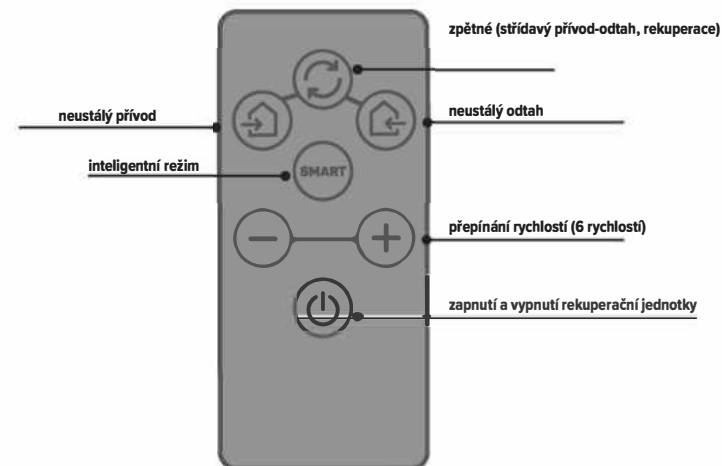 zpětné (střídavý přívod-odtah, rekuperace)
neustálý přívod
neustálý odtah
inteligentní režim
SMART
přepínání rychlostí (6 rychlostí)
zapnutí a vypnutí rekuperační jednotky